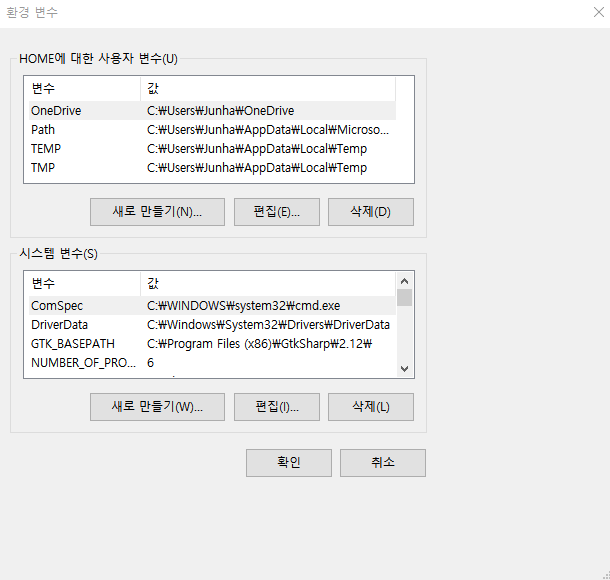 환경 변수
HOME에 대한 사용자 변수(U)
변수 값
OneDrive C:₩Users₩Junha₩OneDrive
Path C:₩Users₩Junha₩AppData₩Local₩Microso...
TEMP C:₩Users₩Junha₩AppData₩Local₩Temp
TMP C:₩Users₩Junha₩AppData₩Local₩Temp
새로 만들기(N)... 편집(E)... 삭제(D)
시스템 변수(S)
변수 값
ComSpec C:₩WINDOWS₩system32₩cmd.exe
DriverData C:₩Windows₩System32₩Drivers₩DriverData
GTK_BASEPATH C:₩Program Files (x86)₩GtkSharp₩2.12₩
NUMBER_OF_PRO... 6
새로 만들기(W)... 편집(I)... 삭제(L)
확인 취소